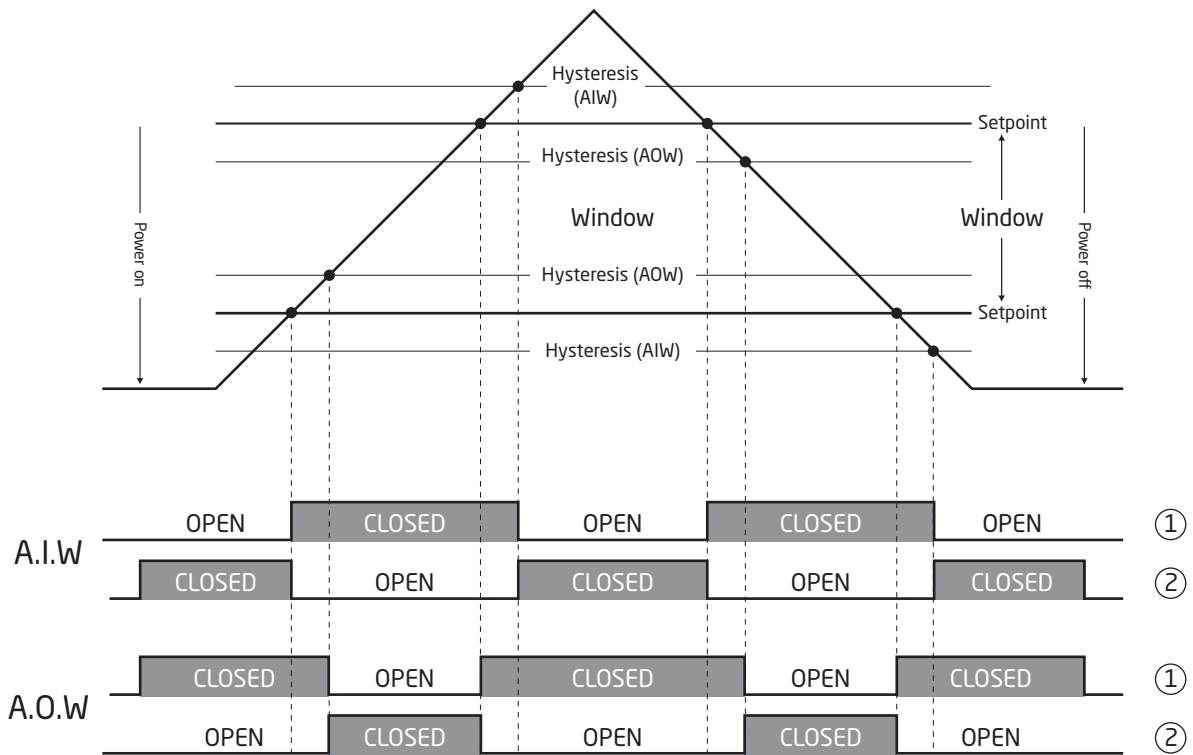 Hysteresis
(AIW)
Setpoint
Hysteresis (AOW)
Power on
Window
Window
Power off
Hysteresis (AOW)
Setpoint
Hysteresis (AIW)
A.I.W
OPEN CLOSED OPEN CLOSED OPEN ①
CLOSED OPEN CLOSED OPEN CLOSED ②
A.O.W
CLOSED OPEN CLOSED OPEN CLOSED ①
OPEN CLOSED OPEN CLOSED OPEN ②